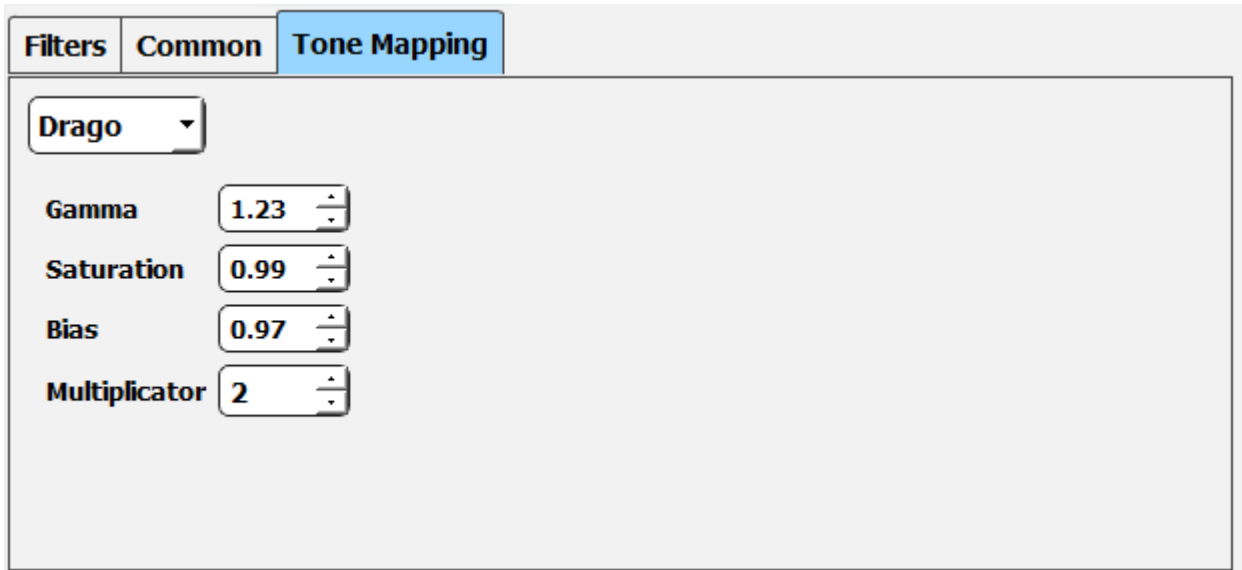 Filters Common Tone Mapping
Drago
Gamma 1.23
Saturation 0.99
Bias 0.97
Multiplicator 2